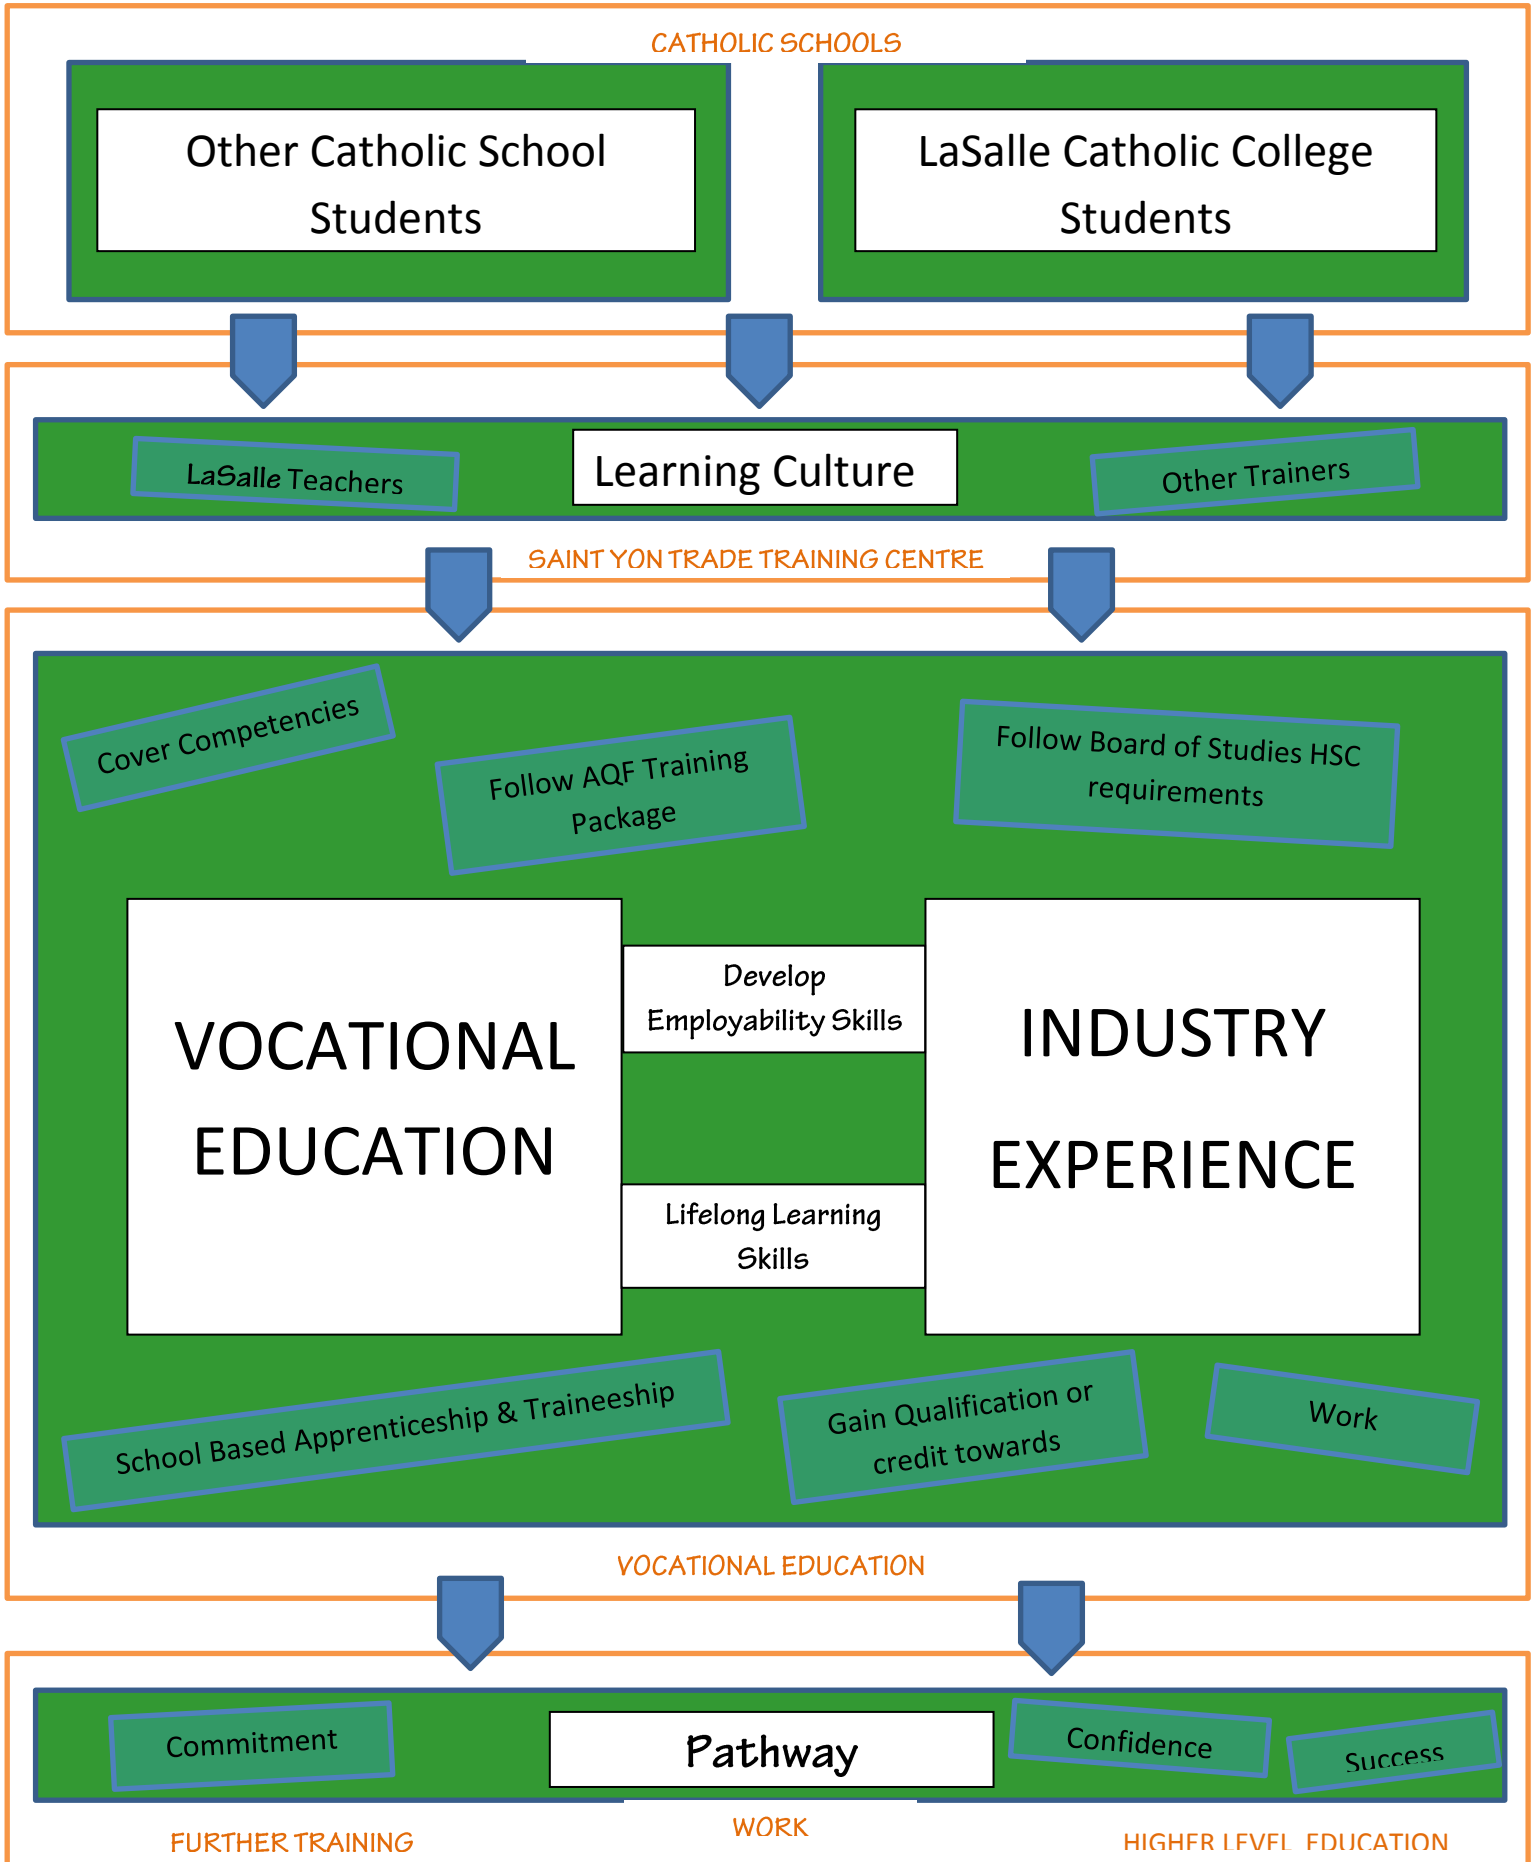 CATHOLIC SCHOOLS
Other Catholic School
Students
LaSalle Catholic College
Students
LaSalle Teachers
Learning Culture
Other Trainers
SAINT YON TRADE TRAINING CENTRE
Cover Competencies
Follow AQF Training
Package
Follow Board of Studies HSC
requirements
VOCATIONAL
EDUCATION
Develop
Employability Skills
Lifelong Learning
Skills
INDUSTRY
EXPERIENCE
School Based Apprenticeship & Traineeship
Gain Qualification or
credit towards
Work
VOCATIONAL EDUCATION
Commitment
Pathway
Confidence
Success
FURTHER TRAINING
WORK
HIGHER LEVEL EDUCATION